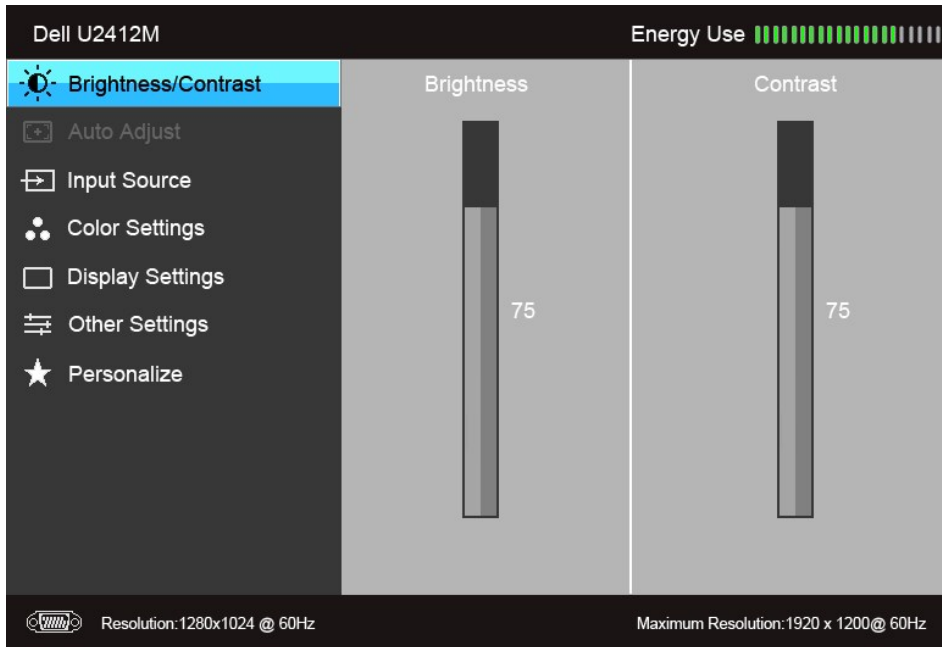 Dell U2412M
Energy Use
Brightness/Contrast
Auto Adjust
Input Source
Color Settings
Display Settings
Other Settings
Personalize
Brightness
75
Contrast
75
Resolution:1280x1024 @ 60Hz
Maximum Resolution:1920 x 1200@ 60Hz